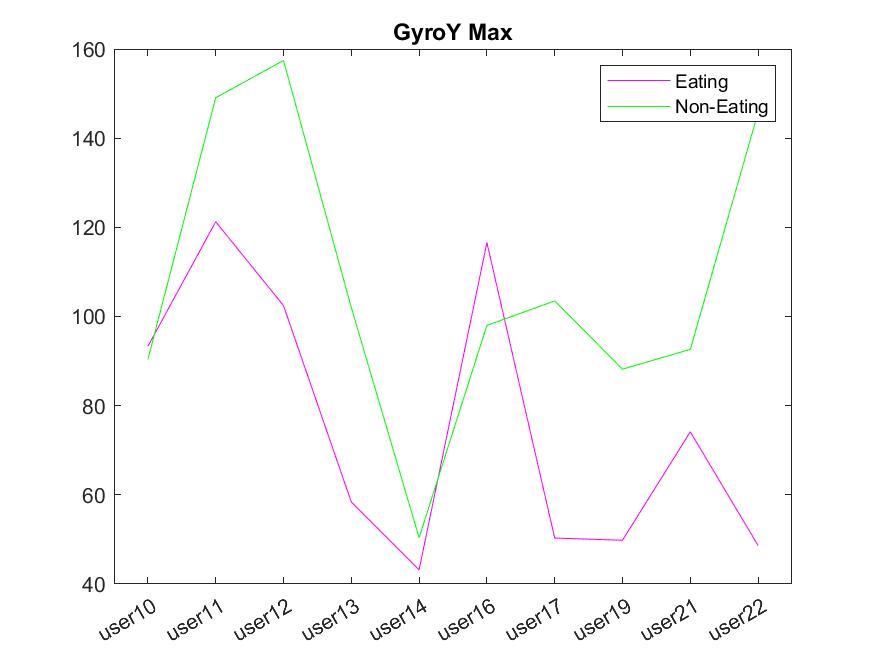 GyroY Max
160
140
120
100
80
60
40
Eating
Non-Eating
user10
user11
user12
user13
user14
user16
user17
user19
user21
user22